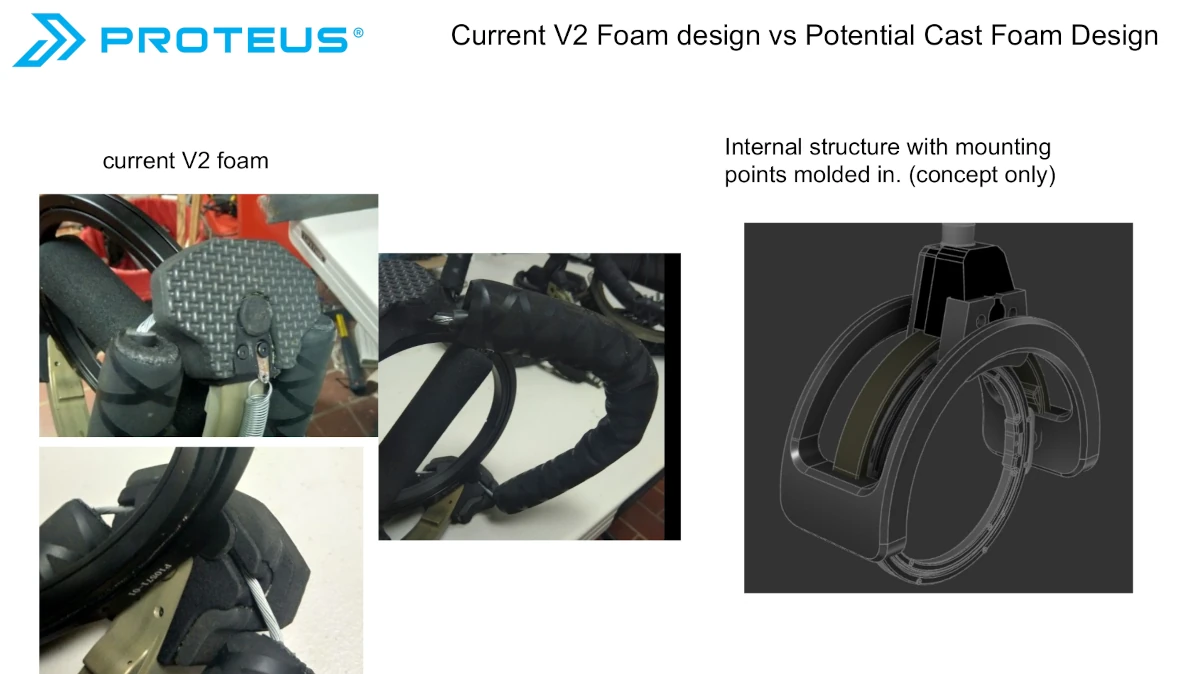 PROTEUS®
Current V2 Foam design vs Potential Cast Foam Design
current V2 foam
Internal structure with mounting
points molded in. (concept only)